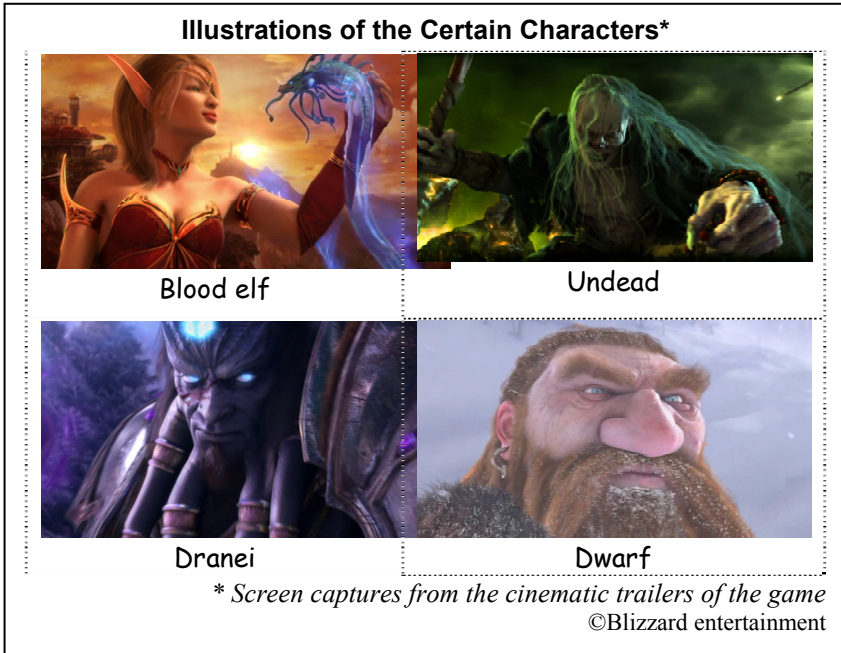 Illustrations of the Certain Characters*
Blood elf
Undead
Dranei
Dwarf
* Screen captures from the cinematic trailers of the game
©Blizzard entertainment